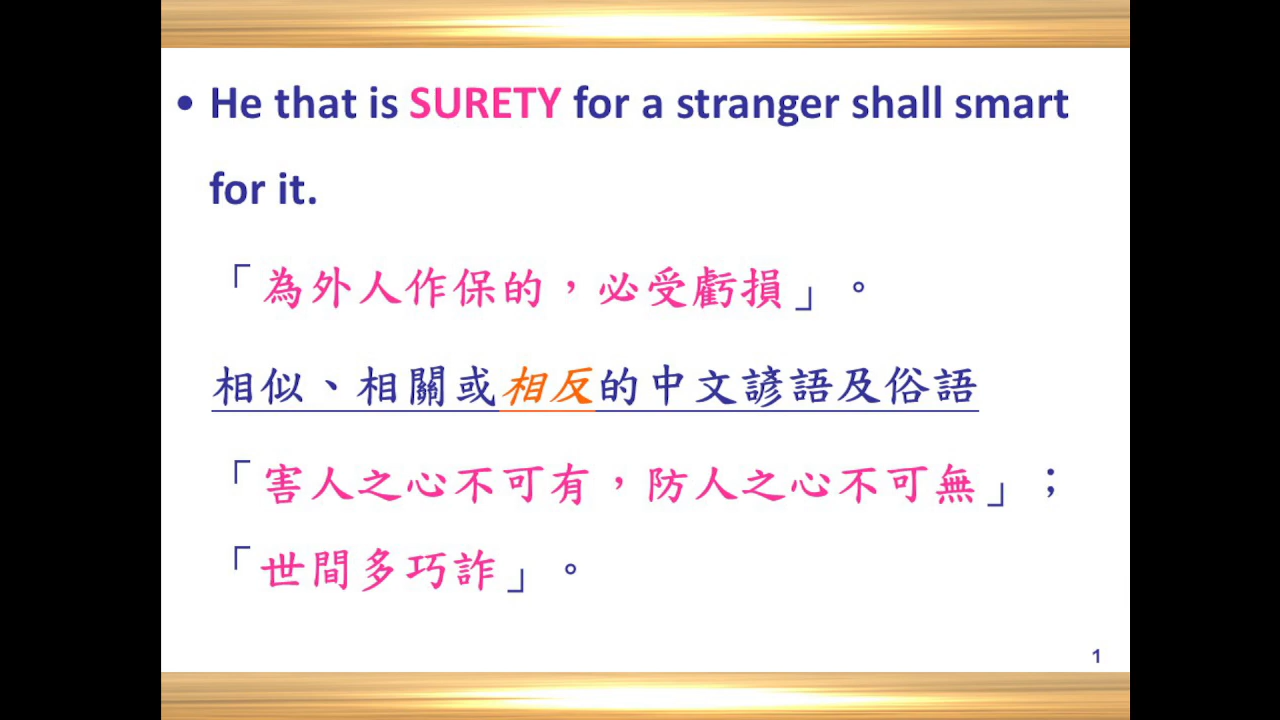 • He that is SURETY for a stranger shall smart
for it.
「為外人作保的，必受虧損」。
相似、相關或相反的中文諺語及俗語
「害人之心不可有，防人之心不可無」；
「世間多巧詐」。
1